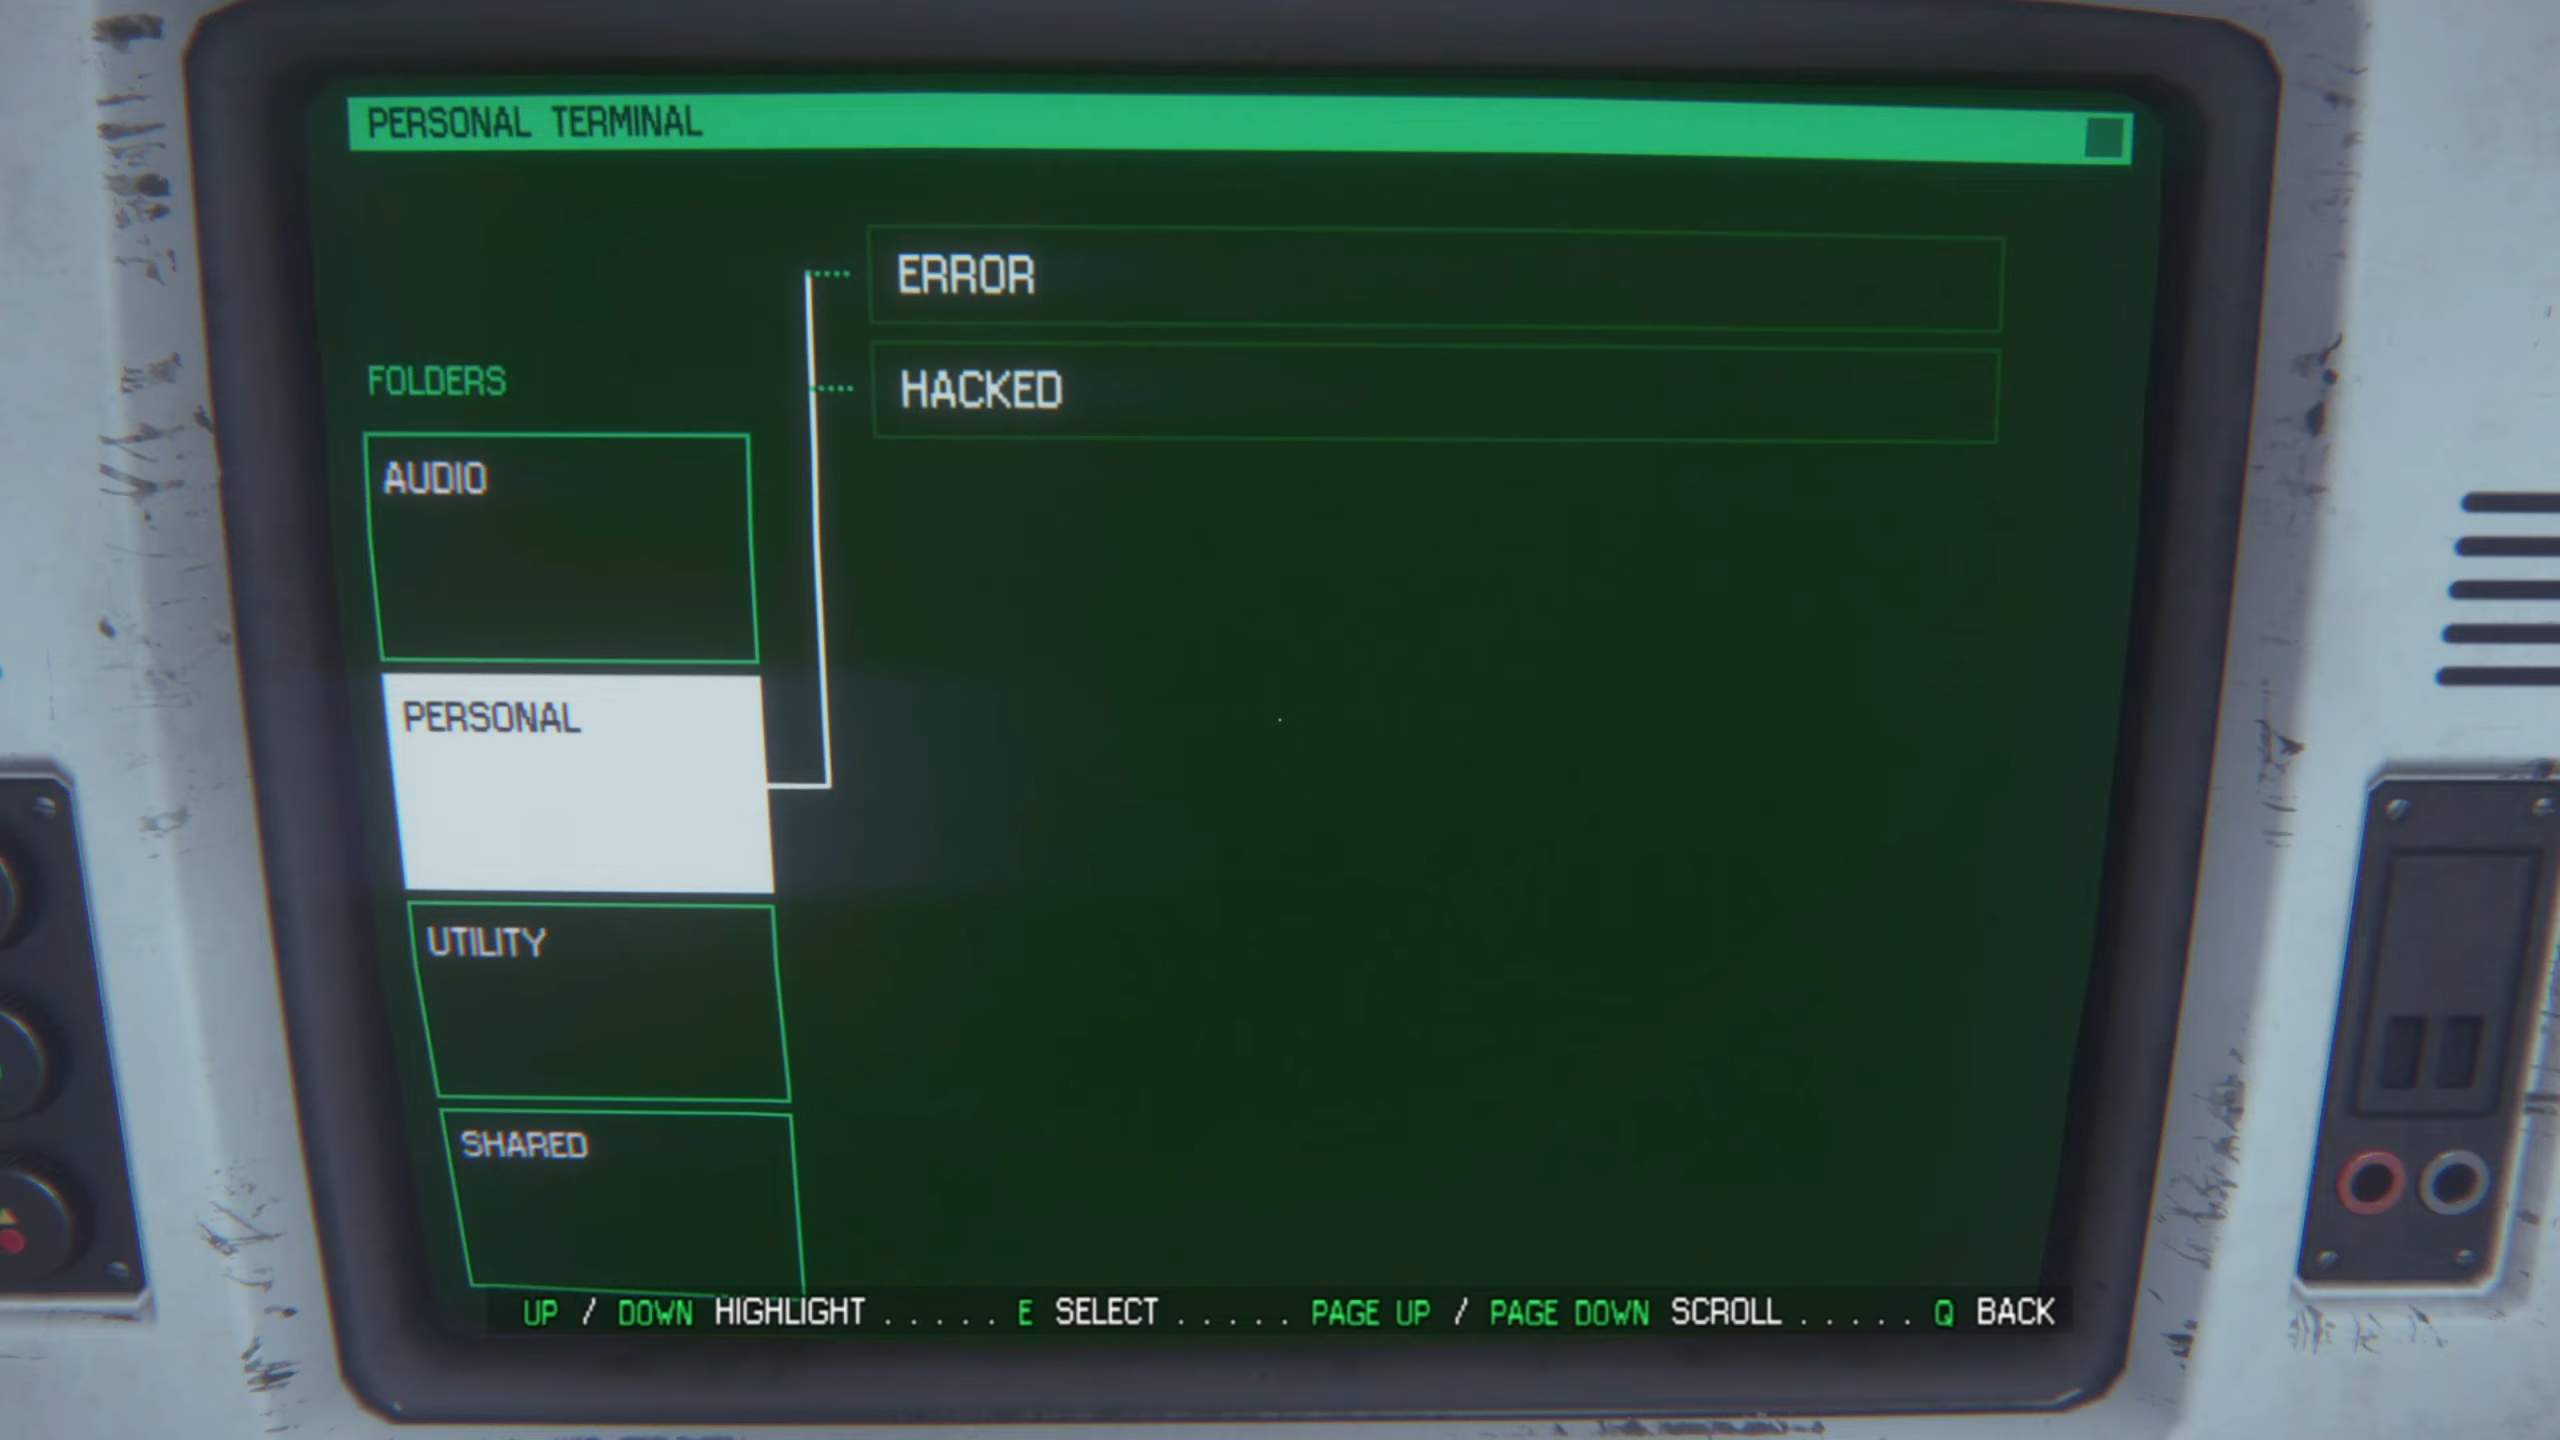 PERSONAL TERMINAL
ERROR
HACKED
FOLDERS
AUDIO
PERSONAL
UTILITY
SHARED
UP / DOWN HIGHLIGHT ..... E SELECT ..... PAGE UP / PAGE DOWN SCROLL ..... Q BACK